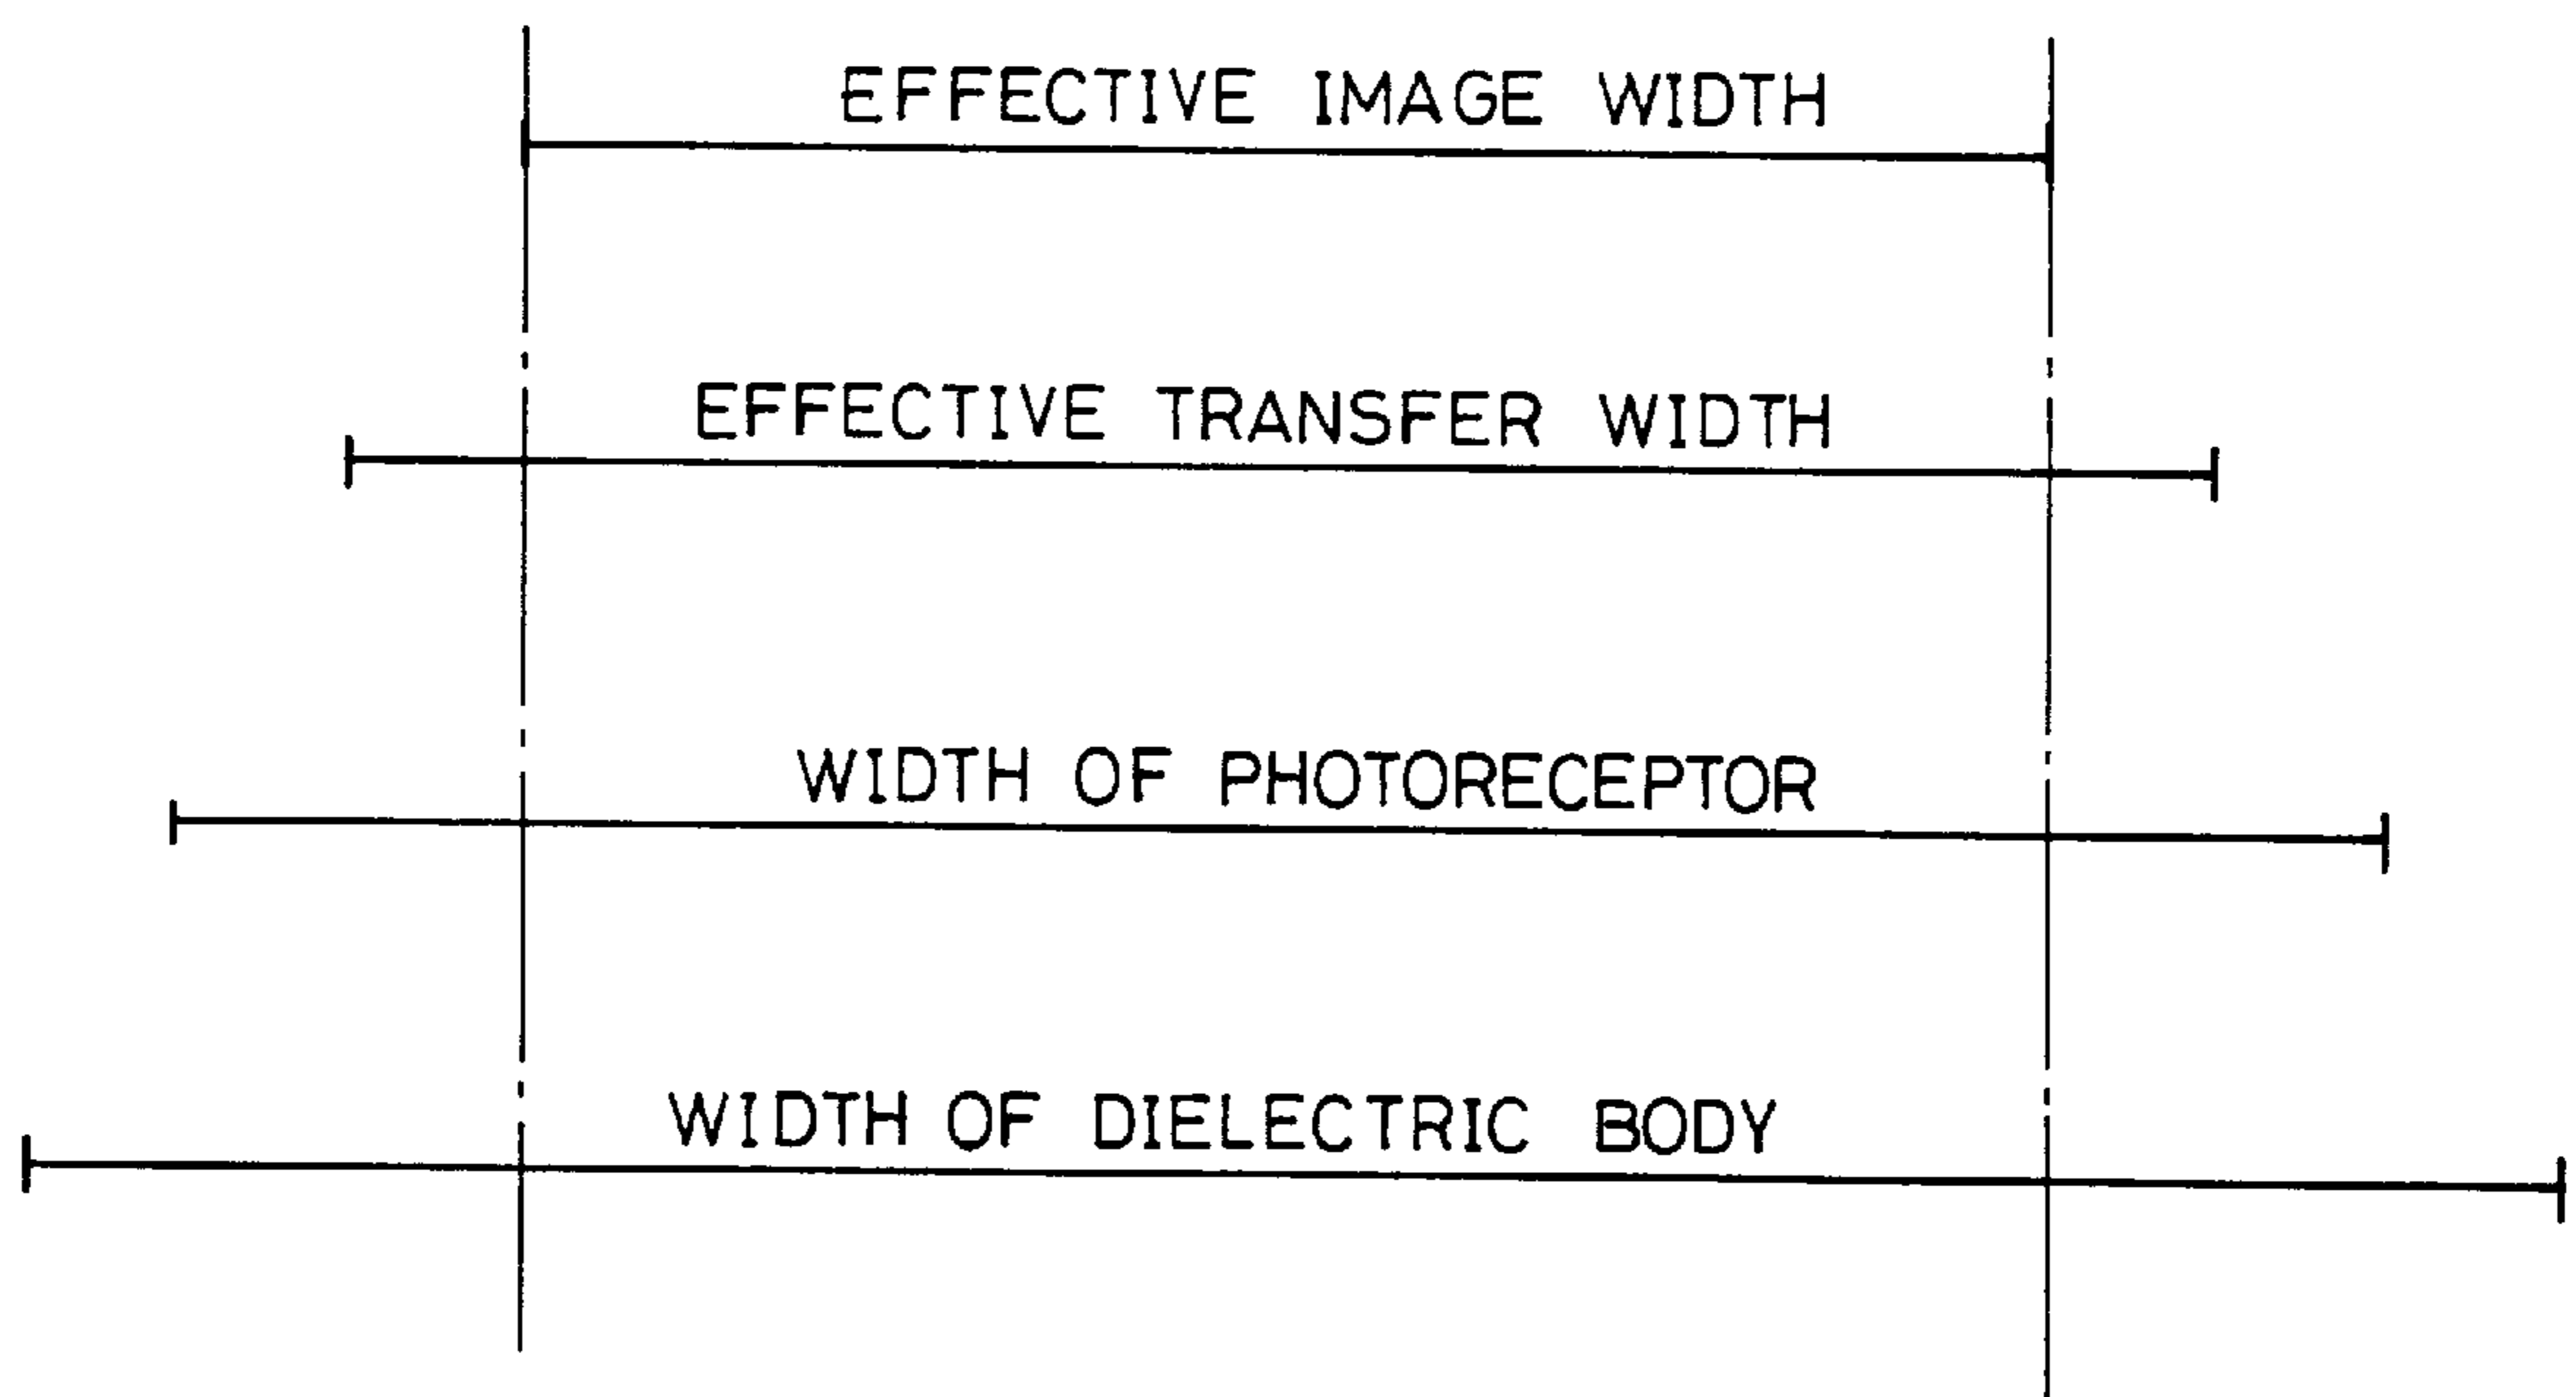 EFFECTIVE IMAGE WIDTH
EFFECTIVE TRANSFER WIDTH
WIDTH OF PHOTORECEPTOR
WIDTH OF DIELECTRIC BODY